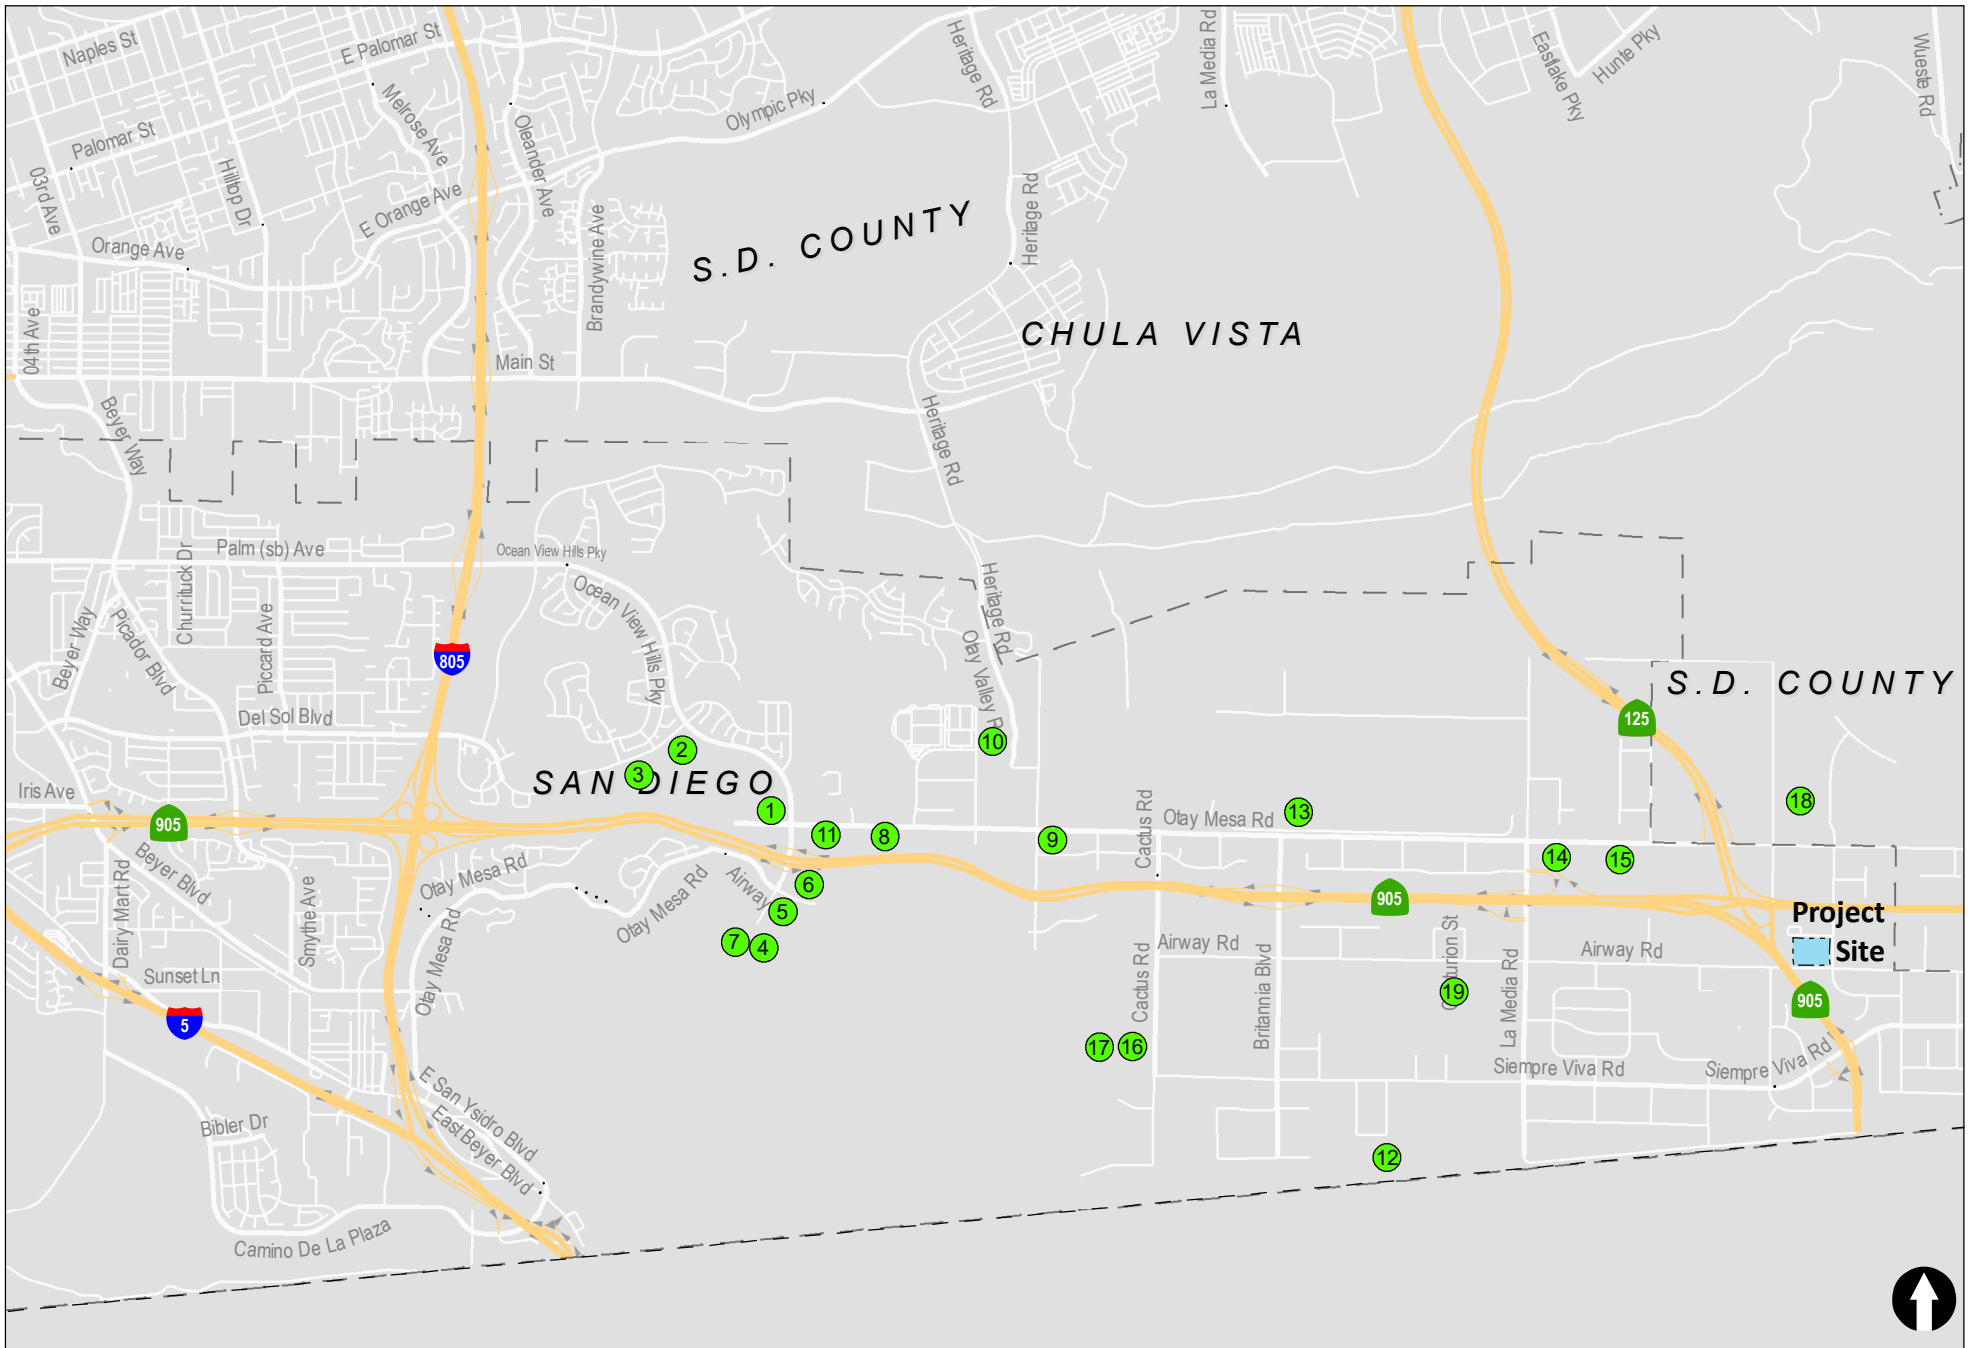 Naples St
E Palomar St
Heritage Rd
La Media Rd
Eastlake Pky
Hunte Pky
Wueste Rd
Melrose Ave
Olympic Pky
Oleander Ave
Palomar St
03rd Ave
Hilltop Dr
E Orange Ave
Brandywine Ave
Heritage Rd
Orange Ave
S.D. COUNTY
04th Ave
CHULA VISTA
Main St
Beyer Way
Heritage Rd
Palm (sb) Ave
Ocean View Hills Pky
Churrituck Dr
Ocean View Hills Pky
Heritage Rd
Beyer Way
Picador Blvd
Piccard Ave
Otay Valley R
805
S.D. COUNTY
Del Sol Blvd
125
2
10
3
SAN DIEGO
Iris Ave
1
13
18
905
11
8
9
Cactus Rd
Otay Mesa Rd
14
15
Beyer Blvd
Otay Mesa Rd
Airway
6
905
Dairy Mart Rd
Smythe Ave
Otay Mesa Rd
5
Project
Site
7
4
Airway Rd
Airway Rd
Otay Mesa Rd
Cactus Rd
Britannia Blvd
turion St
19
La Media Rd
905
Sunset Ln
5
17
16
Siempre Viva Rd
Siempre Viva Rd
E San Ysidro Blvd
East Beyer Blvd
Bibler Dr
12
Camino De La Plaza